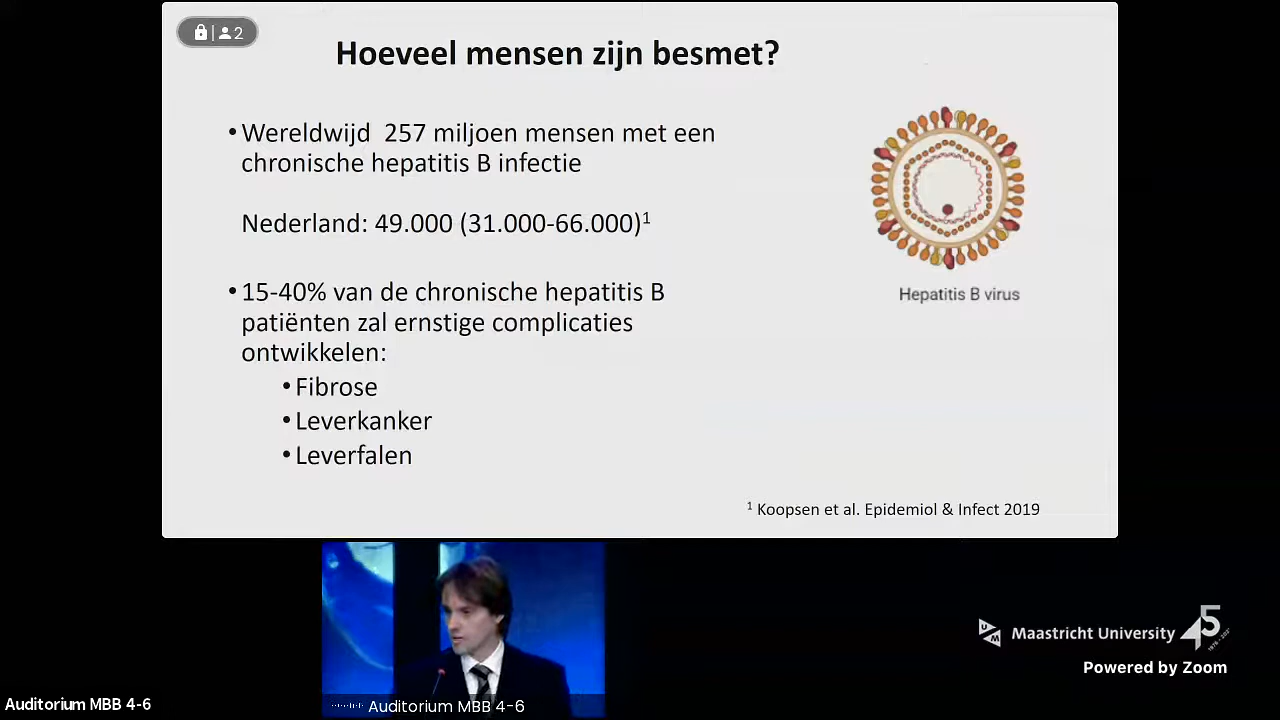 2
Hoeveel mensen zijn besmet?
• Wereldwijd 257 miljoen mensen met een
chronische hepatitis B infectie
Nederland: 49.000 (31.000-66.000)¹
• 15-40% van de chronische hepatitis B
patiënten zal ernstige complicaties
ontwikkelen:
• Fibrose
• Leverkanker
• Leverfalen
Hepatitis B virus
¹ Koopsen et al. Epidemiol & Infect 2019
Maastricht University
45
Powered by Zoom
Auditorium MBB 4-6
Auditorium MBB 4-6